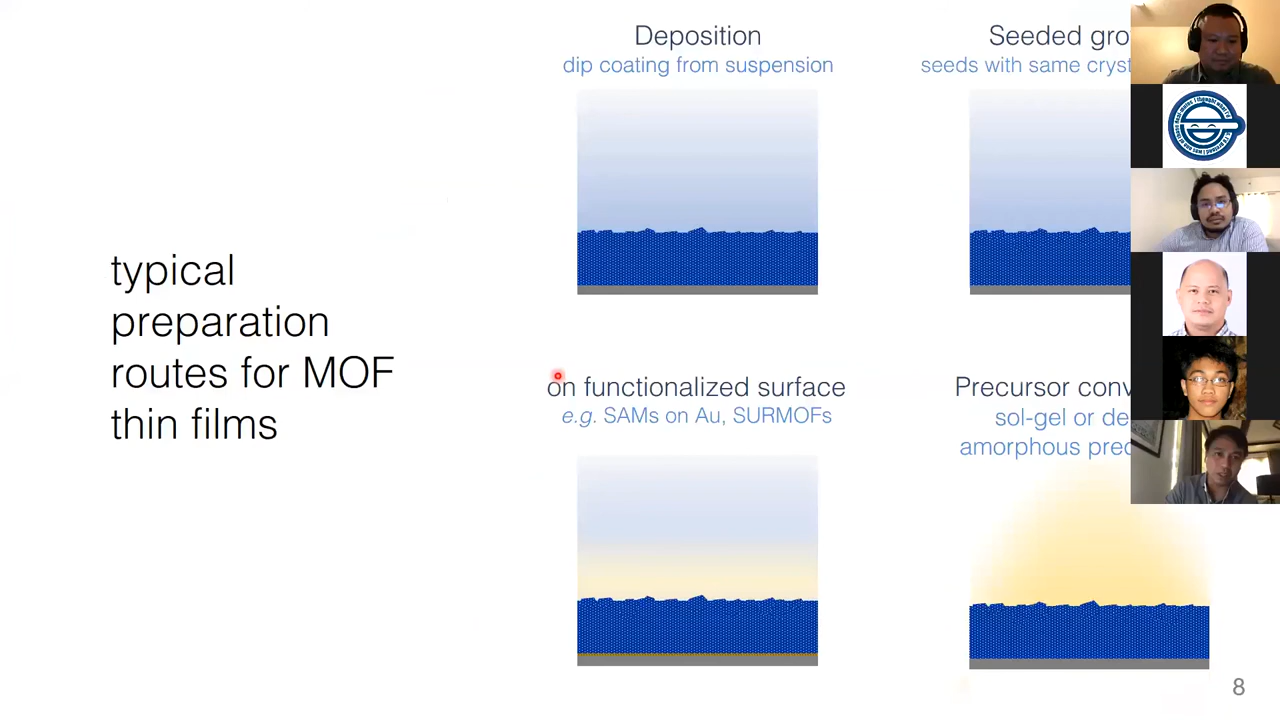 typical
preparation
routes for MOF
thin films
Deposition
dip coating from suspension
Seeded gro
seeds with same cryst
on functionalized surface
e.g. SAMs on Au, SURMOFs
Precursor conv
sol-gel or de
amorphous prec
8